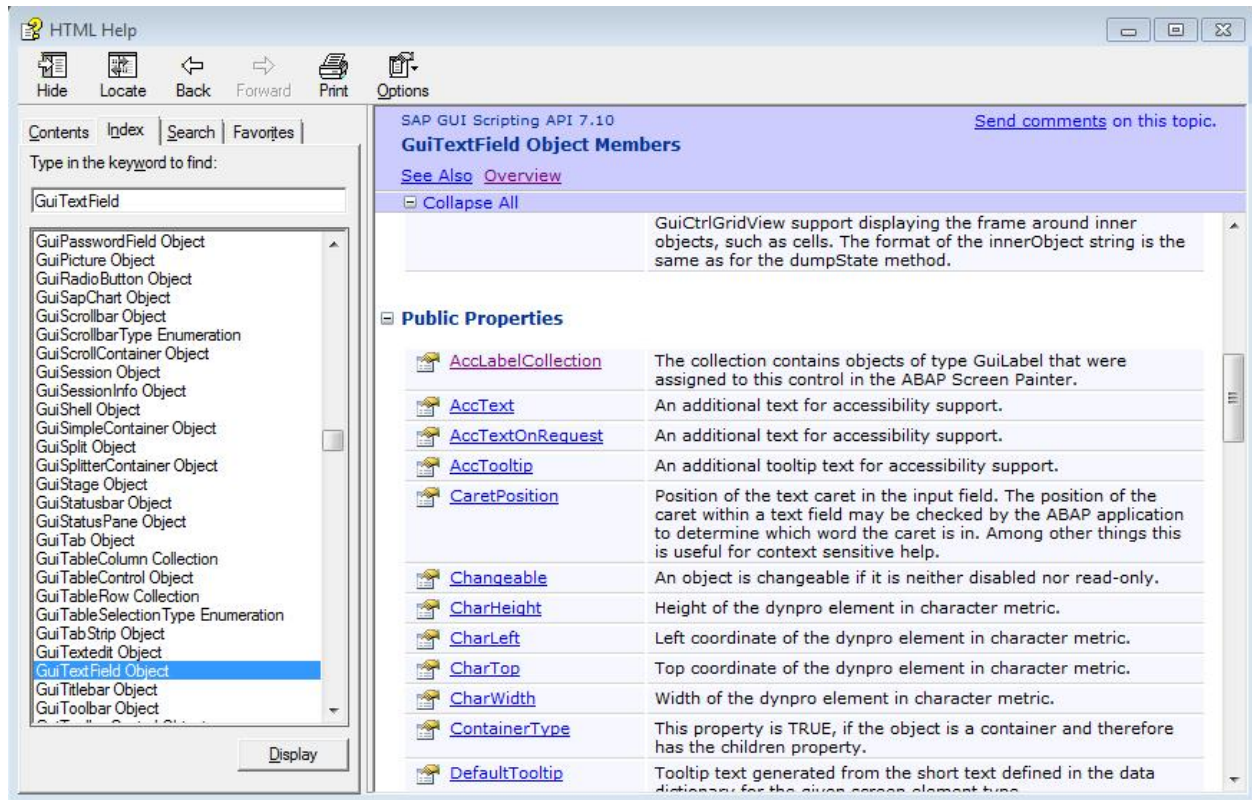 HTML Help
Hide Locate Back Forward Print Options
Contents Index Search Favorites
Type in the keyword to find:
GuiTextField
GuiPasswordField Object
GuiPicture Object
GuiRadioButton Object
GuiSapChart Object
GuiScrollbar Object
GuiScrollbarType Enumeration
GuiScrollContainer Object
GuiSession Object
GuiSessionInfo Object
GuiShell Object
GuiSimpleContainer Object
GuiSplit Object
GuiSplitterContainer Object
GuiStage Object
GuiStatusbar Object
GuiStatusPane Object
GuiTab Object
GuiTableColumn Collection
GuiTableControl Object
GuiTableRow Collection
GuiTableSelectionType Enumeration
GuiTabStrip Object
GuiTextedit Object
GuiTextField Object
GuiTitlebar Object
GuiToolbar Object
Display
SAP GUI Scripting API 7.10
Send comments on this topic.
GuiTextField Object Members
See Also Overview
Collapse All
GuiCtrlGridView support displaying the frame around inner
objects, such as cells. The format of the innerObject string is the
same as for the dumpState method.
Public Properties
AccLabelCollection The collection contains objects of type GuiLabel that were
assigned to this control in the ABAP Screen Painter.
AccText An additional text for accessibility support.
AccTextOnRequest An additional text for accessibility support.
AccTooltip An additional tooltip text for accessibility support.
CaretPosition Position of the text caret in the input field. The position of the
caret within a text field may be checked by the ABAP application
to determine which word the caret is in. Among other things this
is useful for context sensitive help.
Changeable An object is changeable if it is neither disabled nor read-only.
CharHeight Height of the dynpro element in character metric.
CharLeft Left coordinate of the dynpro element in character metric.
CharTop Top coordinate of the dynpro element in character metric.
CharWidth Width of the dynpro element in character metric.
ContainerType This property is TRUE, if the object is a container and therefore
has the children property.
DefaultTooltip Tooltip text generated from the short text defined in the data
dictionary for the given screen element type.